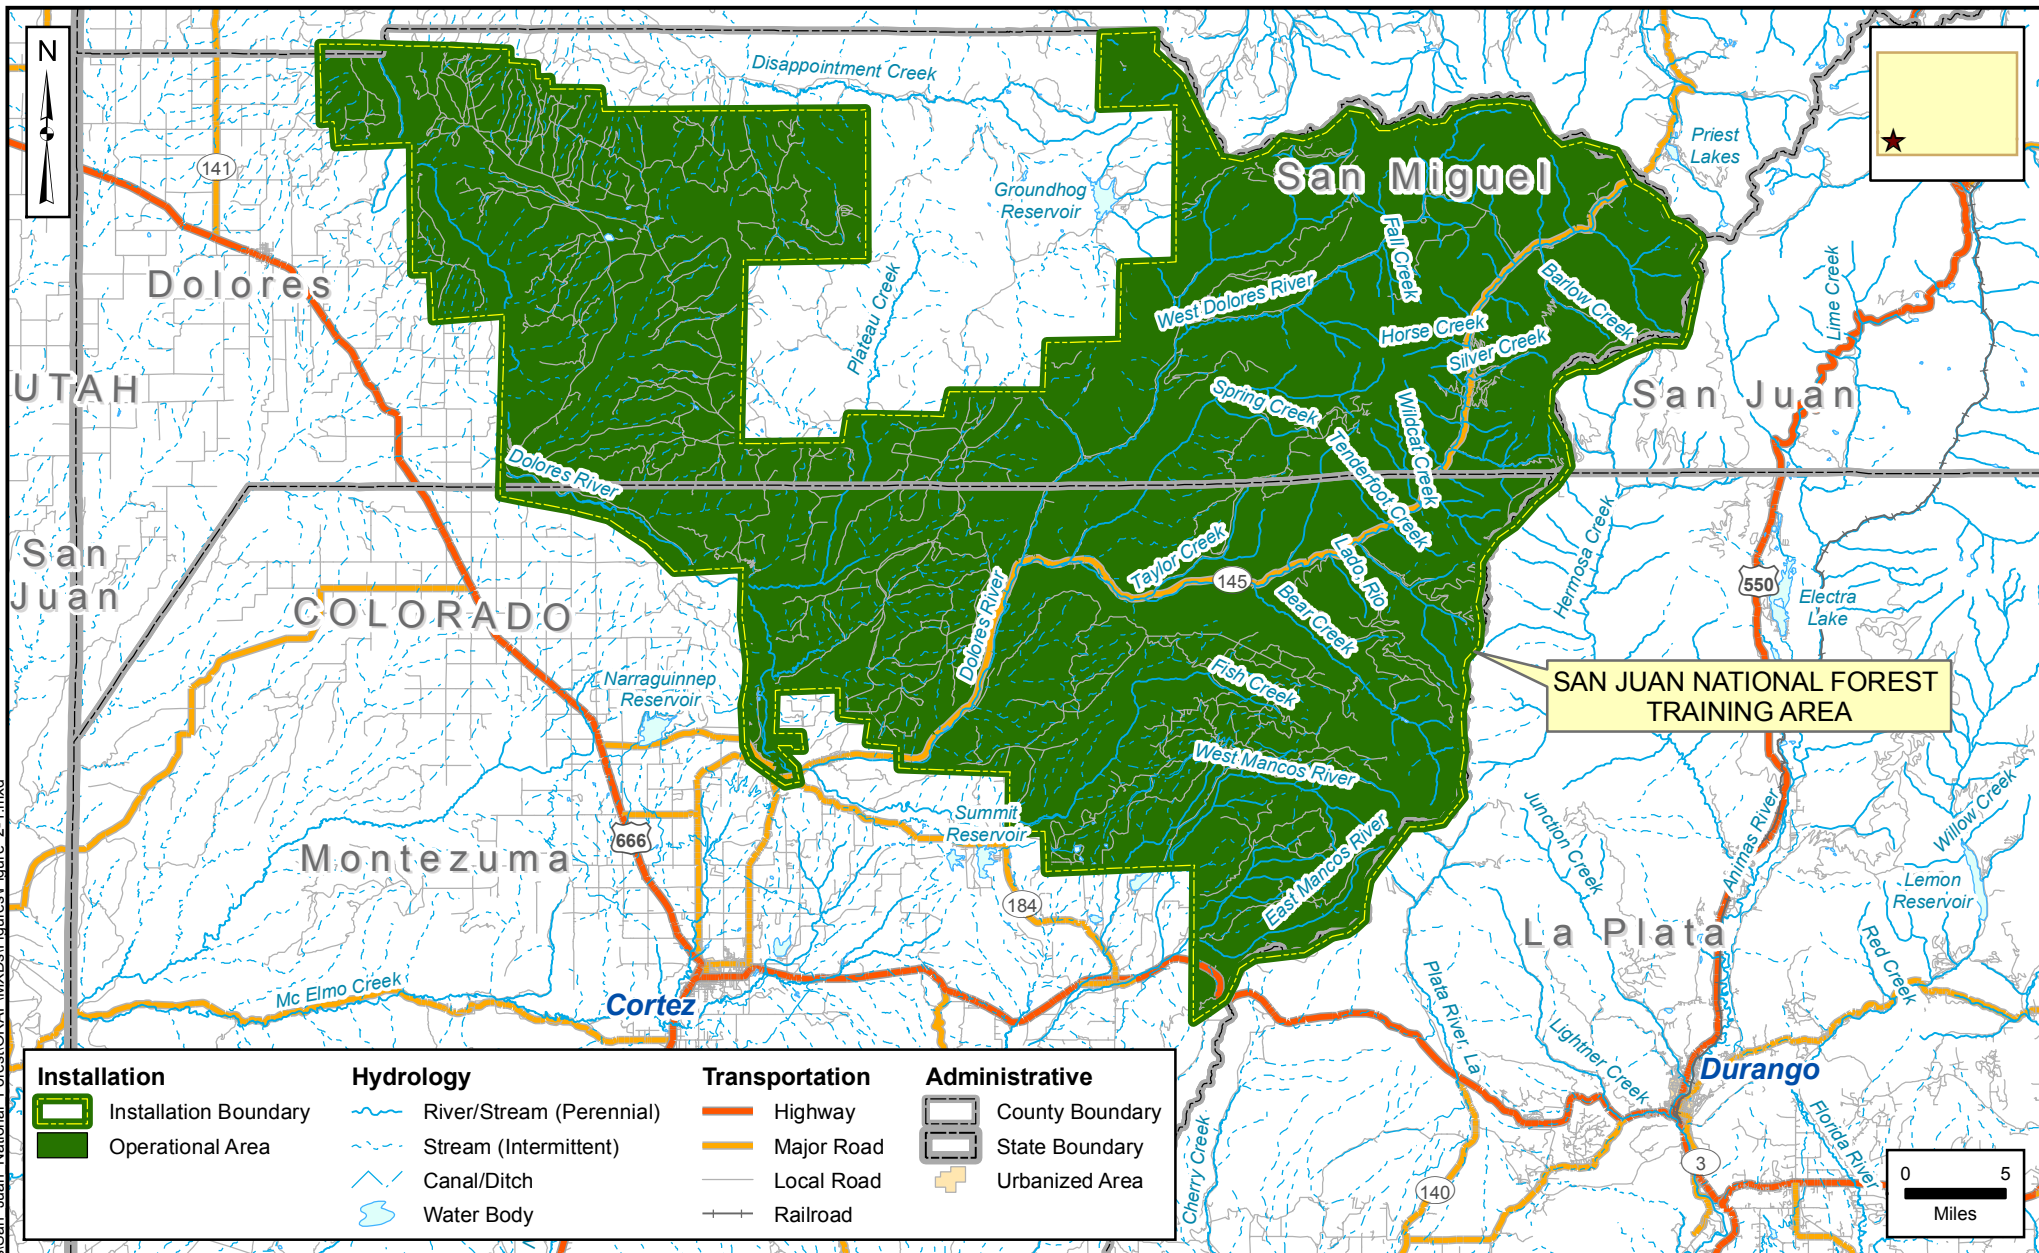 N
Disappointment Creek
Priest
Lakes
141
Groundhog
Reservoir
San Miguel
Fall Creek
Dolores
Barlow Creek
Lime Creek
West Dolores River
Plateau Creek
Horse Creek
Silver Creek
UTAH
San Juan
Spring Creek
Wildcat Creek
Tenderfoot Creek
Dolores River
Hermosa Creek
San
Juan
COLORADO
Taylor Creek
145
Lado, Rio
Bear Creek
550
Electra
Lake
Dolores River
Fish Creek
SAN JUAN NATIONAL FOREST
TRAINING AREA
Narraguinnep
Reservoir
West Mancos River
Summit
Reservoir
Junction Creek
Animas River
Willow Creek
666
Montezuma
East Mancos River
184
Lemon
Reservoir
La Plata
Red Creek
Mc Elmo Creek
Cortez
Plata River, La
Lightner Creek
Durango
Florida River
Cherry Creek
140
3
Installation
Installation Boundary
Operational Area
Hydrology
River/Stream (Perennial)
Stream (Intermittent)
Canal/Ditch
Water Body
Transportation
Highway
Major Road
Local Road
Railroad
Administrative
County Boundary
State Boundary
Urbanized Area
0 5
Miles